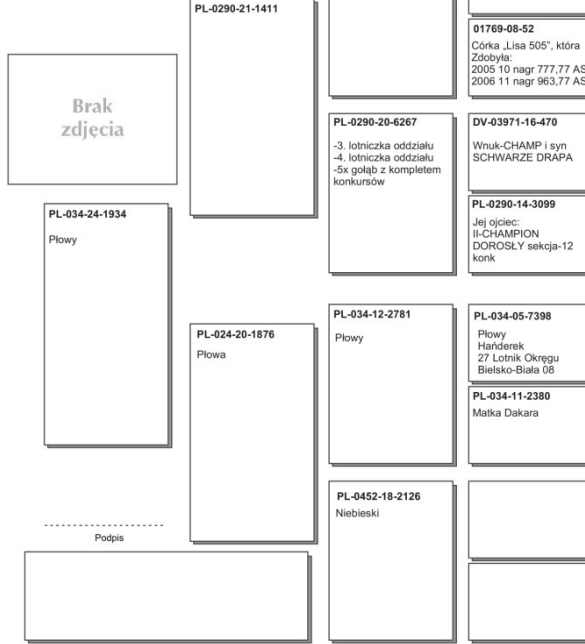 PL-0290-21-1411
01769-08-52
Córka „Lisa 505”, która
Zdobyła:
2005 10 nagr 777,77 AS
2006 11 nagr 963,77 AS
Brak
zdjęcia
PL-0290-20-6267
-3. lotniczka oddziału
-4. lotniczka oddziału
-5x gołąb z kompletem
konkursów
DV-03971-16-470
Wnuk-CHAMP i syn
SCHWARZE DRAPA
PL-0290-14-3099
Jej ojciec:
II-CHAMPION
DOROSŁY sekcja-12
konk
PL-034-24-1934
Płowy
PL-024-20-1876
Płowa
PL-034-12-2781
Płowy
PL-034-05-7398
Płowy
Hańderek
27 Lotnik Okręgu
Bielsko-Biała 08
PL-034-11-2380
Matka Dakara
PL-0452-18-2126
Niebieski
Podpis